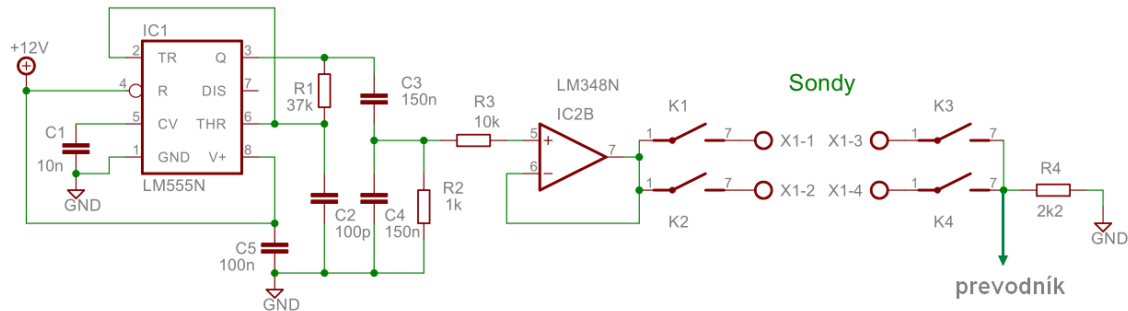 +12V
IC1
2 TR Q 3
4 R DIS 7
5 CV THR 6
1 GND V+ 8
LM555N
C1
10n
GND
R1
37k
C3
150n
C2
100p
C4
150n
R2
1k
C5
100n
GND
R3
10k
LM348N
IC2B
5
+
6
−
7
Sondy
K1
1 7
X1-1
K2
1 7
X1-2
K3
X1-3
1 7
K4
X1-4
1 7
R4
2k2
GND
prevodník